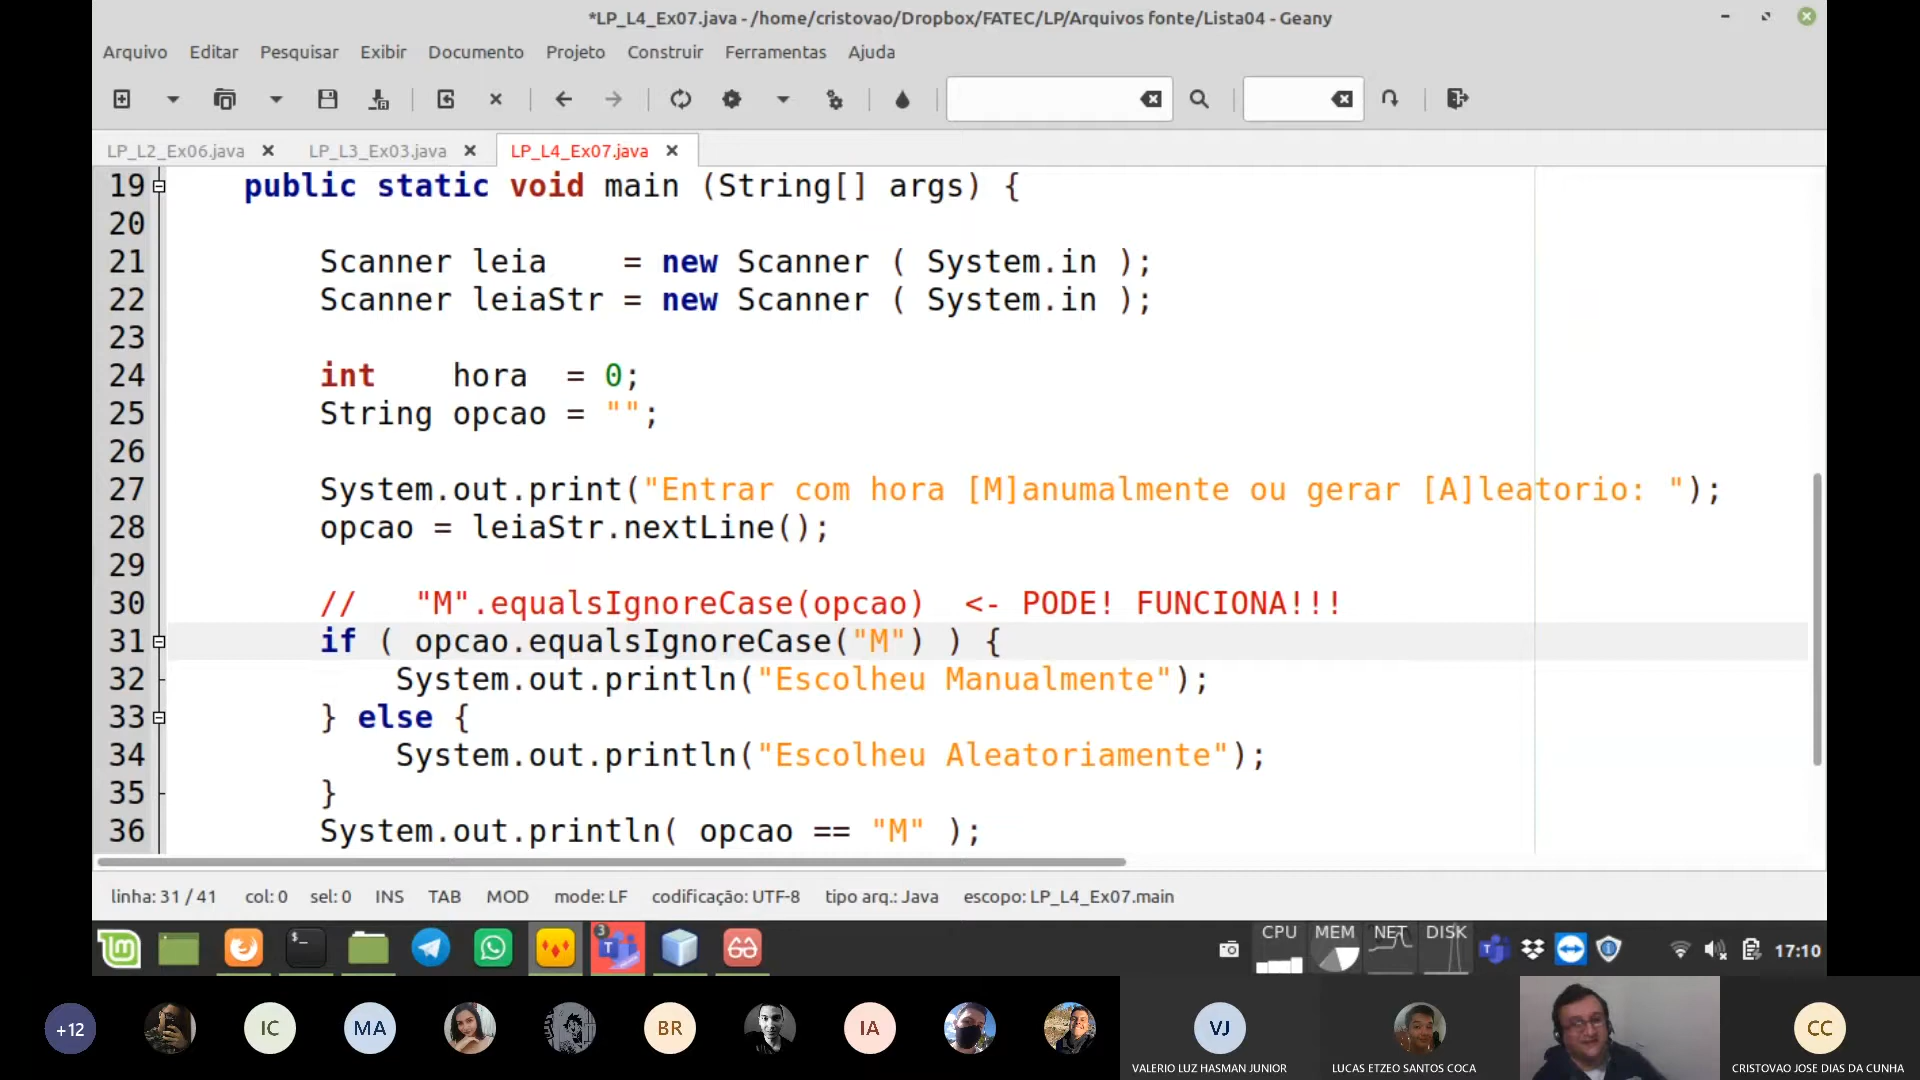 *LP_L4_Ex07.java - /home/cristovao/Dropbox/FATEC/LP/Arquivos fonte/Lista04 - Geany
Arquivo Editar Pesquisar Exibir Documento Projeto Construir Ferramentas Ajuda
LP_L2_Ex06.java LP_L3_Ex03.java LP_L4_Ex07.java
19 public static void main (String[] args) {
20
21 Scanner leia = new Scanner ( System.in );
22 Scanner leiaStr = new Scanner ( System.in );
23
24 int hora = 0;
25 String opcao = "";
26
27 System.out.print("Entrar com hora [M]anumalmente ou gerar [A]leatorio: ");
28 opcao = leiaStr.nextLine();
29
30 // "M".equalsIgnoreCase(opcao) <- PODE! FUNCIONA!!!
31 if ( opcao.equalsIgnoreCase("M") ) {
32 System.out.println("Escolheu Manualmente");
33 } else {
34 System.out.println("Escolheu Aleatoriamente");
35 }
36 System.out.println( opcao == "M" );
linha: 31 / 41 col: 0 sel: 0 INS TAB MOD mode: LF codificação: UTF-8 tipo arq.: Java escopo: LP_L4_Ex07.main
3 CPU MEM NET DISK 17:10
+12 IC MA BR IA VJ CC
VALERIO LUZ HASMAN JUNIOR LUCAS ETZEO SANTOS COCA CRISTOVAO JOSE DIAS DA CUNHA